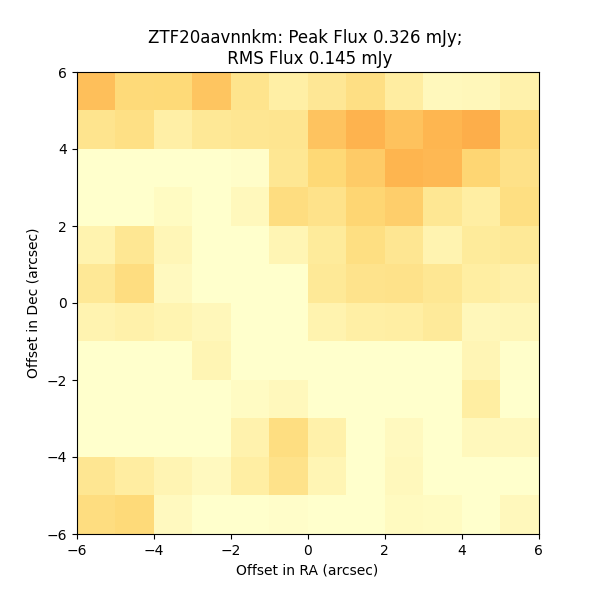 ZTF20aavnnkm: Peak Flux 0.326 mJy;
RMS Flux 0.145 mJy
6
4
2
0
−2
−4
−6
Offset in Dec (arcsec)
−6 −4 −2 0 2 4 6
Offset in RA (arcsec)